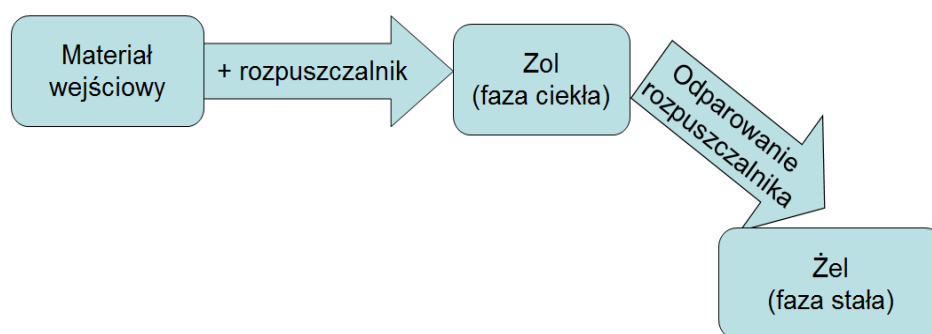 Materiał
wejściowy
+ rozpuszczalnik
Zol
(faza ciekła)
Odparowanie
rozpuszczalnika
Żel
(faza stała)